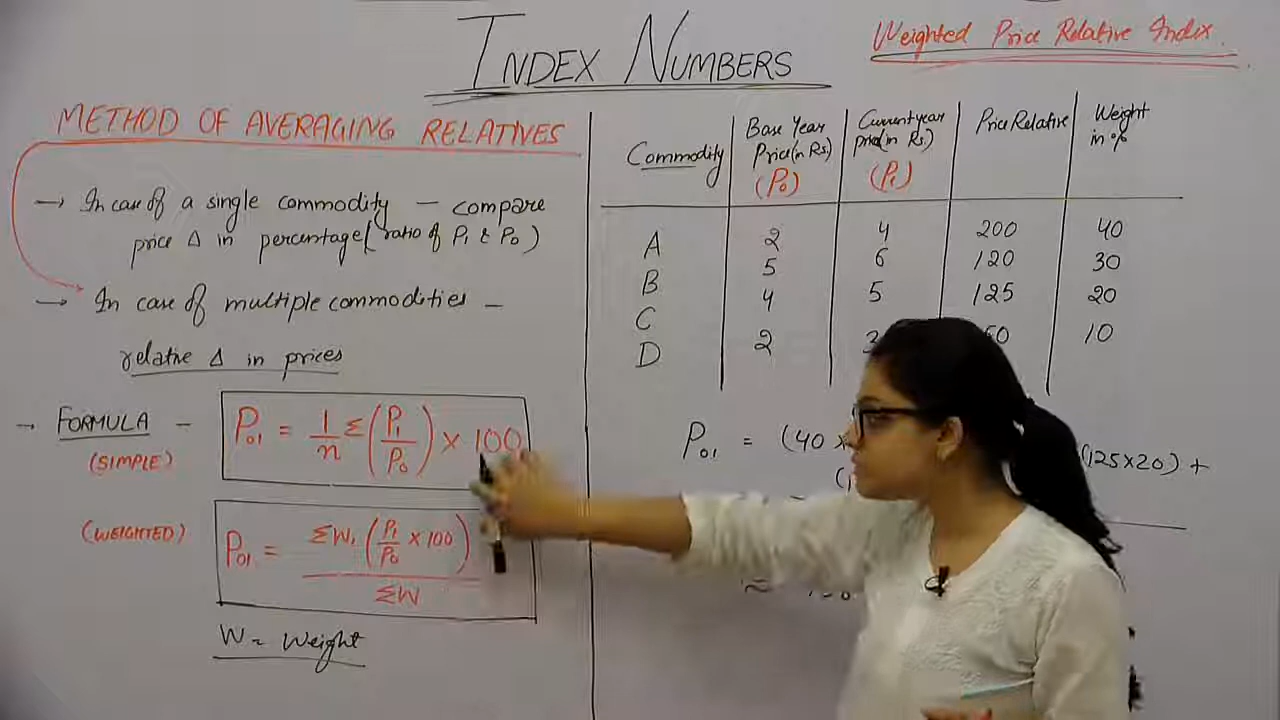 INDEX NUMBERS
Weighted Price Relative Index
METHOD OF AVERAGING RELATIVES
→ In case of a single commodity – compare
price Δ in percentage (ratio of P₁ & P₀)
→ In case of multiple commodities –
relative Δ in prices
→ FORMULA –
(SIMPLE)
P₀₁ = 1/n Σ(P₁/P₀) × 100
(WEIGHTED)
P₀₁ = ΣW₁(P₁/P₀ × 100)
ΣW
W = Weight
Commodity Base Year Price (in Rs) (P₀) Current year price (in Rs.) (P₁) Price Relative Weight in %
A 2 4 200 40
B 5 6 120 30
C 4 5 125 20
D 2 3 10
P₀₁ = (40 × (125×20) +